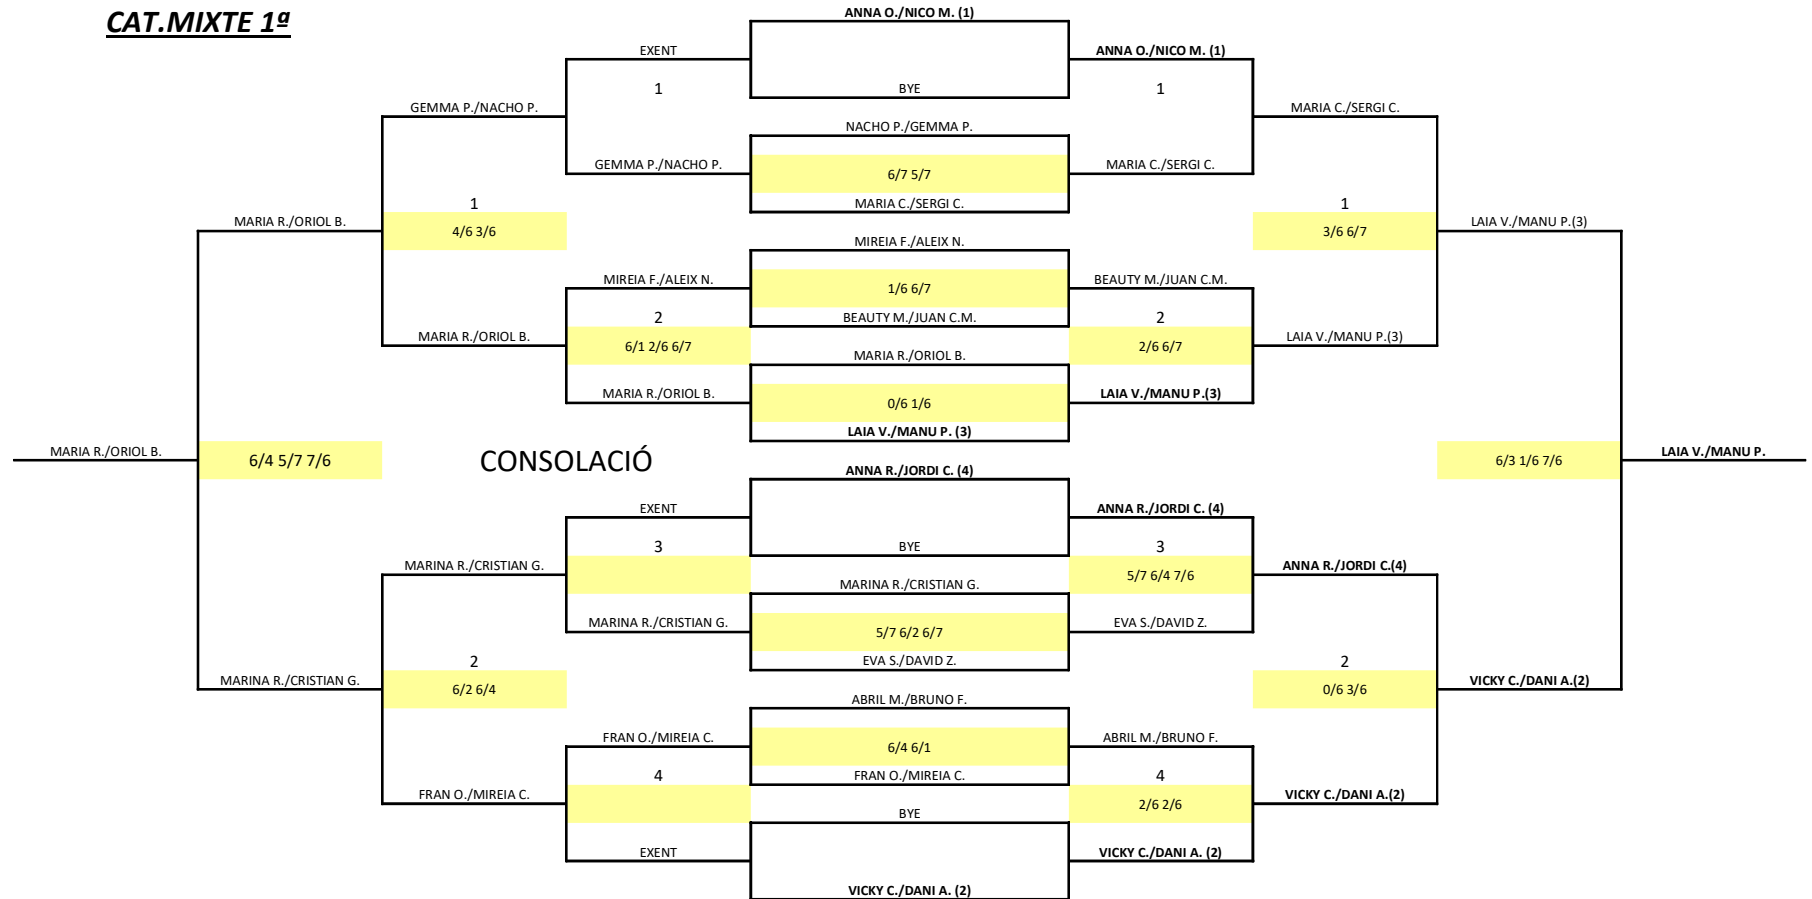 CAT.MIXTE 1ª
ANNA O./NICO M. (1)
EXENT
ANNA O./NICO M. (1)
1
BYE
1
GEMMA P./NACHO P.
MARIA C./SERGI C.
NACHO P./GEMMA P.
GEMMA P./NACHO P.
6/7 5/7
MARIA C./SERGI C.
1
MARIA C./SERGI C.
1
MARIA R./ORIOL B.
4/6 3/6
3/6 6/7
LAIA V./MANU P.(3)
MIREIA F./ALEIX N.
MIREIA F./ALEIX N.
1/6 6/7
BEAUTY M./JUAN C.M.
2
BEAUTY M./JUAN C.M.
2
MARIA R./ORIOL B.
6/1 2/6 6/7
2/6 6/7
LAIA V./MANU P.(3)
MARIA R./ORIOL B.
MARIA R./ORIOL B.
0/6 1/6
LAIA V./MANU P.(3)
LAIA V./MANU P. (3)
MARIA R./ORIOL B.
6/4 5/7 7/6
CONSOLACIÓ
6/3 1/6 7/6
LAIA V./MANU P.
ANNA R./JORDI C. (4)
EXENT
ANNA R./JORDI C. (4)
3
BYE
3
MARINA R./CRISTIAN G.
5/7 6/4 7/6
ANNA R./JORDI C.(4)
MARINA R./CRISTIAN G.
MARINA R./CRISTIAN G.
5/7 6/2 6/7
EVA S./DAVID Z.
2
EVA S./DAVID Z.
2
MARINA R./CRISTIAN G.
6/2 6/4
0/6 3/6
VICKY C./DANI A.(2)
ABRIL M./BRUNO F.
FRAN O./MIREIA C.
6/4 6/1
ABRIL M./BRUNO F.
4
FRAN O./MIREIA C.
4
FRAN O./MIREIA C.
2/6 2/6
VICKY C./DANI A.(2)
BYE
EXENT
VICKY C./DANI A. (2)
VICKY C./DANI A. (2)